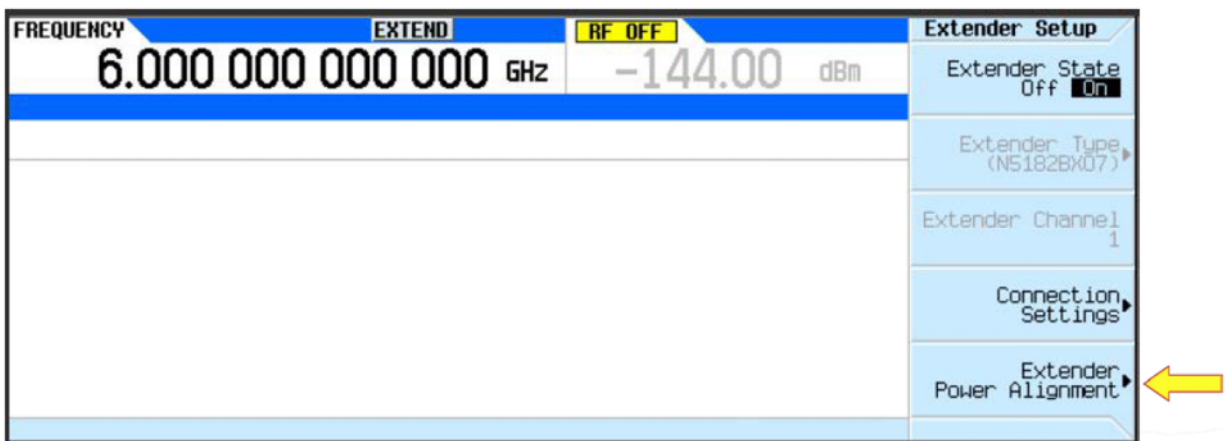 FREQUENCY EXTEND RF OFF
6.000 000 000 000 GHz -144.00 dBm
Extender Setup
Extender State
Off On
Extender Type
(N5182BX07)
Extender Channel
1
Connection
Settings
Extender
Power Alignment